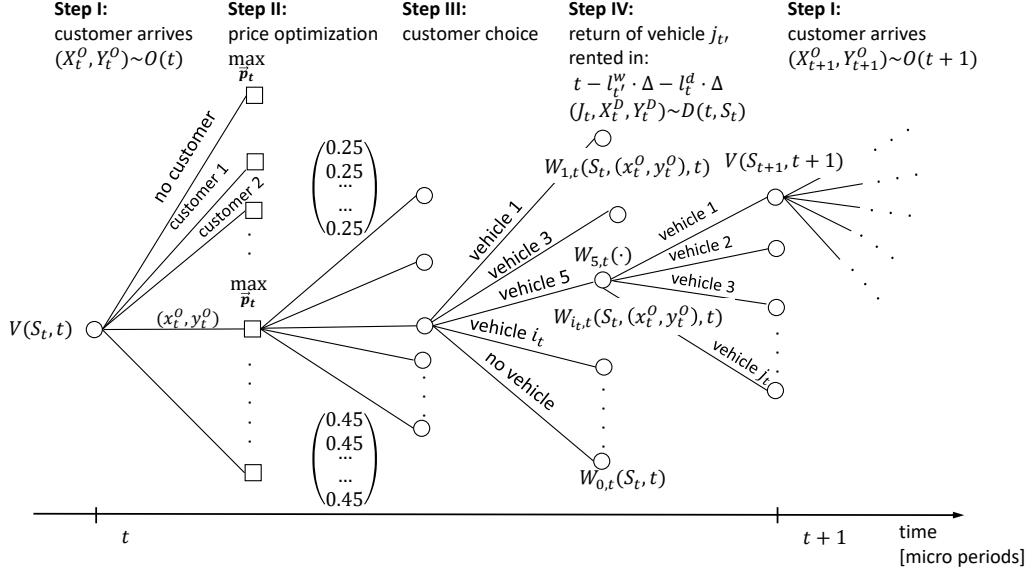 Step I:
customer arrives
(X_t^O, Y_t^O)~O(t)
Step II:
price optimization
max
p⃗_t
Step III:
customer choice
Step IV:
return of vehicle j_t,
rented in:
t − l_{t'}^w · Δ − l_t^d · Δ
(J_t, X_t^D, Y_t^D)~D(t, S_t)
Step I:
customer arrives
(X_{t+1}^O, Y_{t+1}^O)~O(t + 1)
no customer
customer 1
customer 2
(0.25
0.25
...
...
0.25)
vehicle 1
vehicle 3
vehicle 5
vehicle i_t
no vehicle
W_{1,t}(S_t, (x_t^O, y_t^O), t)
W_{5,t}(·)
W_{i_t,t}(S_t, (x_t^O, y_t^O), t)
W_{0,t}(S_t, t)
vehicle 1
vehicle 2
vehicle 3
vehicle j_t
V(S_{t+1}, t + 1)
max
p⃗_t
V(S_t, t)
(x_t^O, y_t^O)
(0.45
0.45
...
...
0.45)
t
t + 1
time
[micro periods]